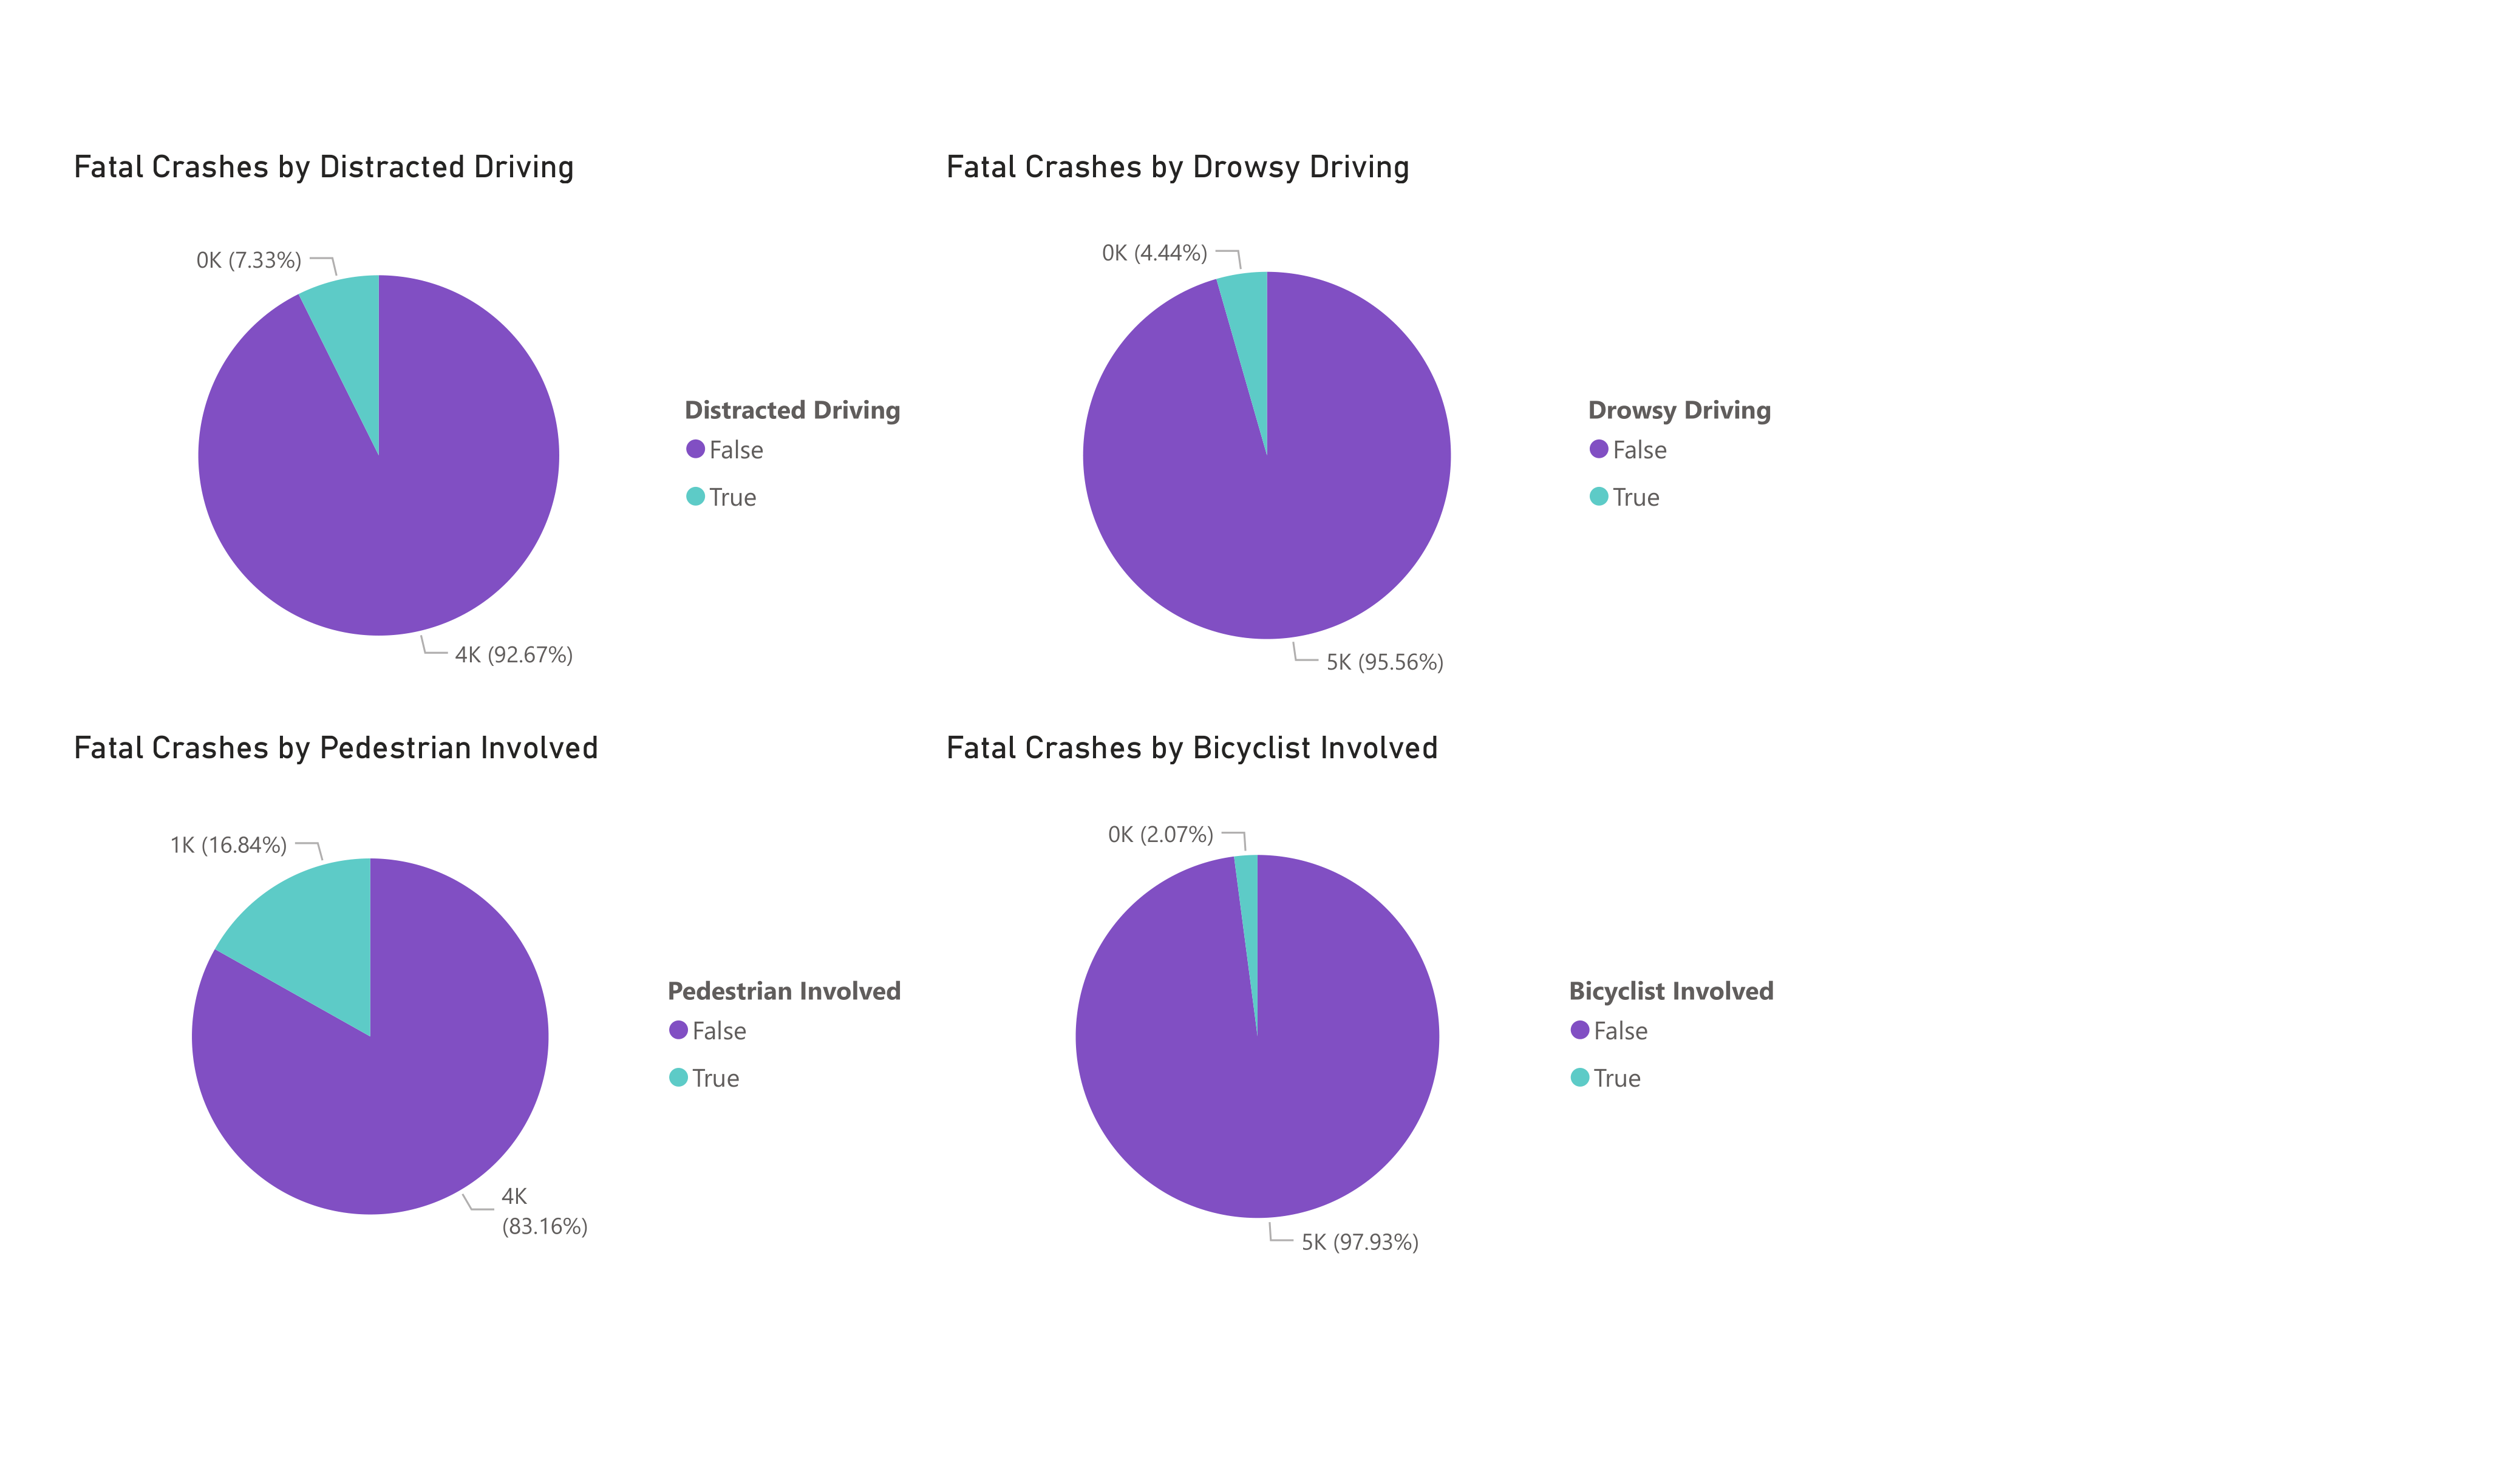 Fatal Crashes by Distracted Driving
0K (7.33%)
4K (92.67%)
Distracted Driving
False
True
Fatal Crashes by Drowsy Driving
0K (4.44%)
5K (95.56%)
Drowsy Driving
False
True
Fatal Crashes by Pedestrian Involved
1K (16.84%)
4K
(83.16%)
Pedestrian Involved
False
True
Fatal Crashes by Bicyclist Involved
0K (2.07%)
5K (97.93%)
Bicyclist Involved
False
True